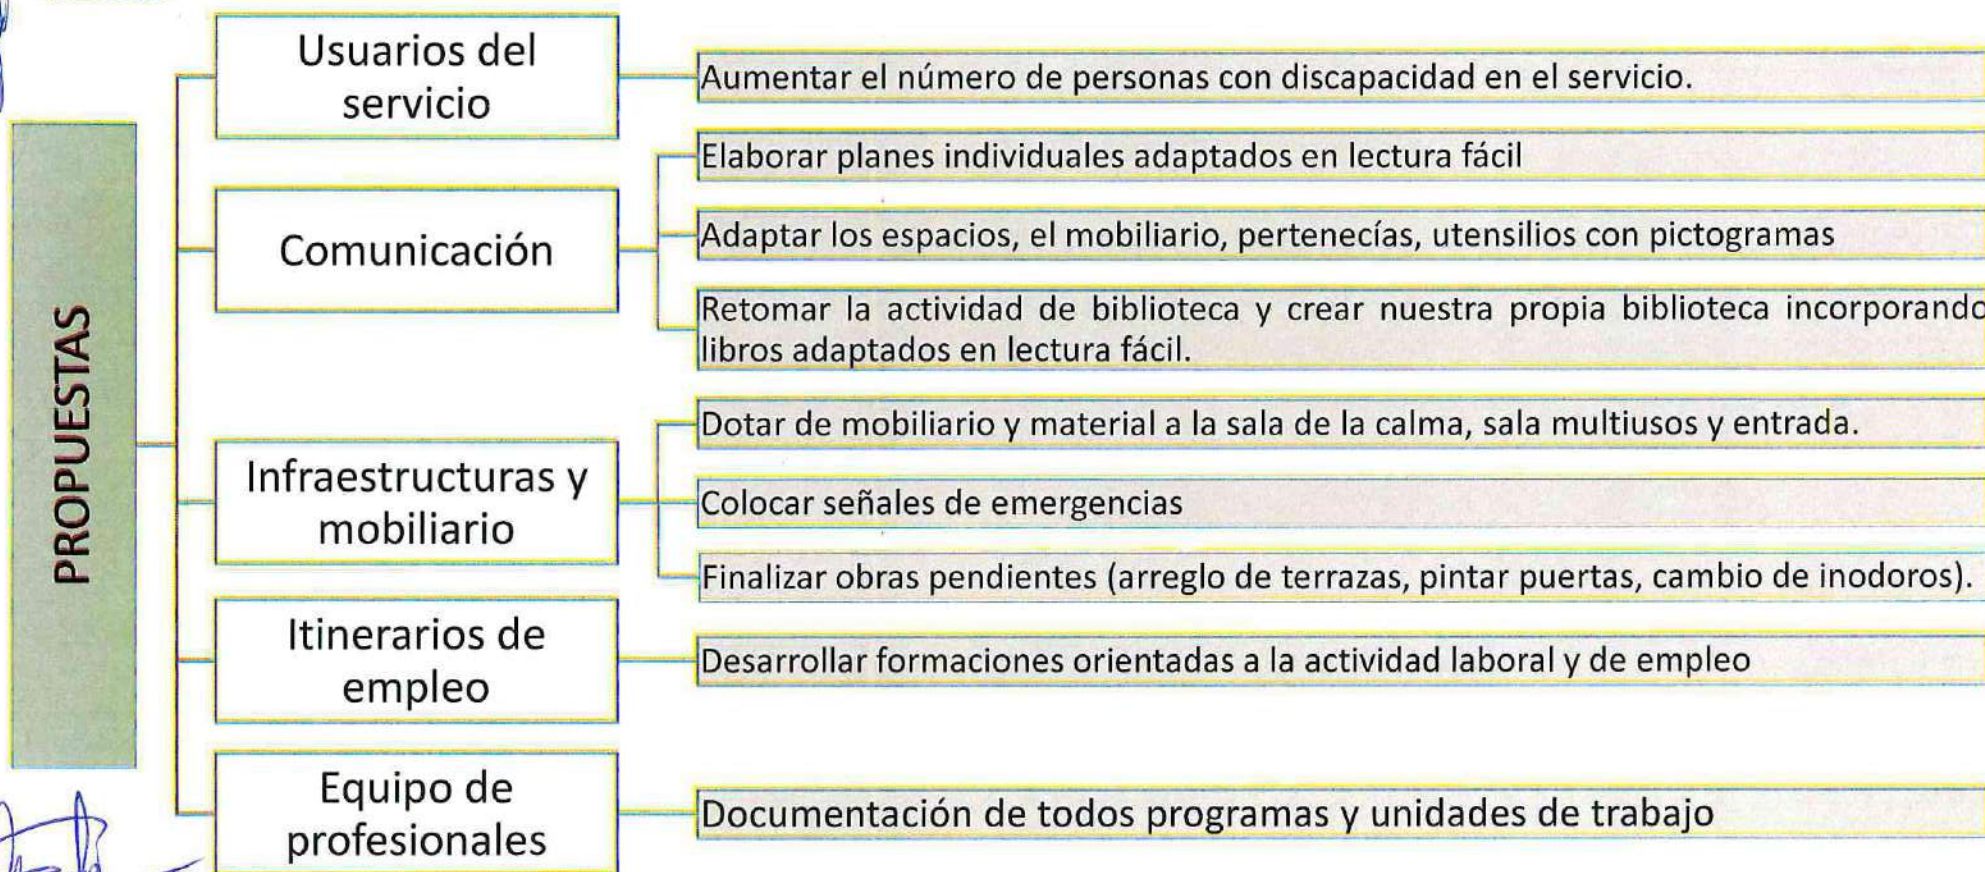 PROPUESTAS
Usuarios del
servicio
Aumentar el número de personas con discapacidad en el servicio.
Comunicación
Elaborar planes individuales adaptados en lectura fácil
Adaptar los espacios, el mobiliario, pertenecías, utensilios con pictogramas
Retomar la actividad de biblioteca y crear nuestra propia biblioteca incorporando
libros adaptados en lectura fácil.
Infraestructuras y
mobiliario
Dotar de mobiliario y material a la sala de la calma, sala multiusos y entrada.
Colocar señales de emergencias
Finalizar obras pendientes (arreglo de terrazas, pintar puertas, cambio de inodoros).
Itinerarios de
empleo
Desarrollar formaciones orientadas a la actividad laboral y de empleo
Equipo de
profesionales
Documentación de todos programas y unidades de trabajo